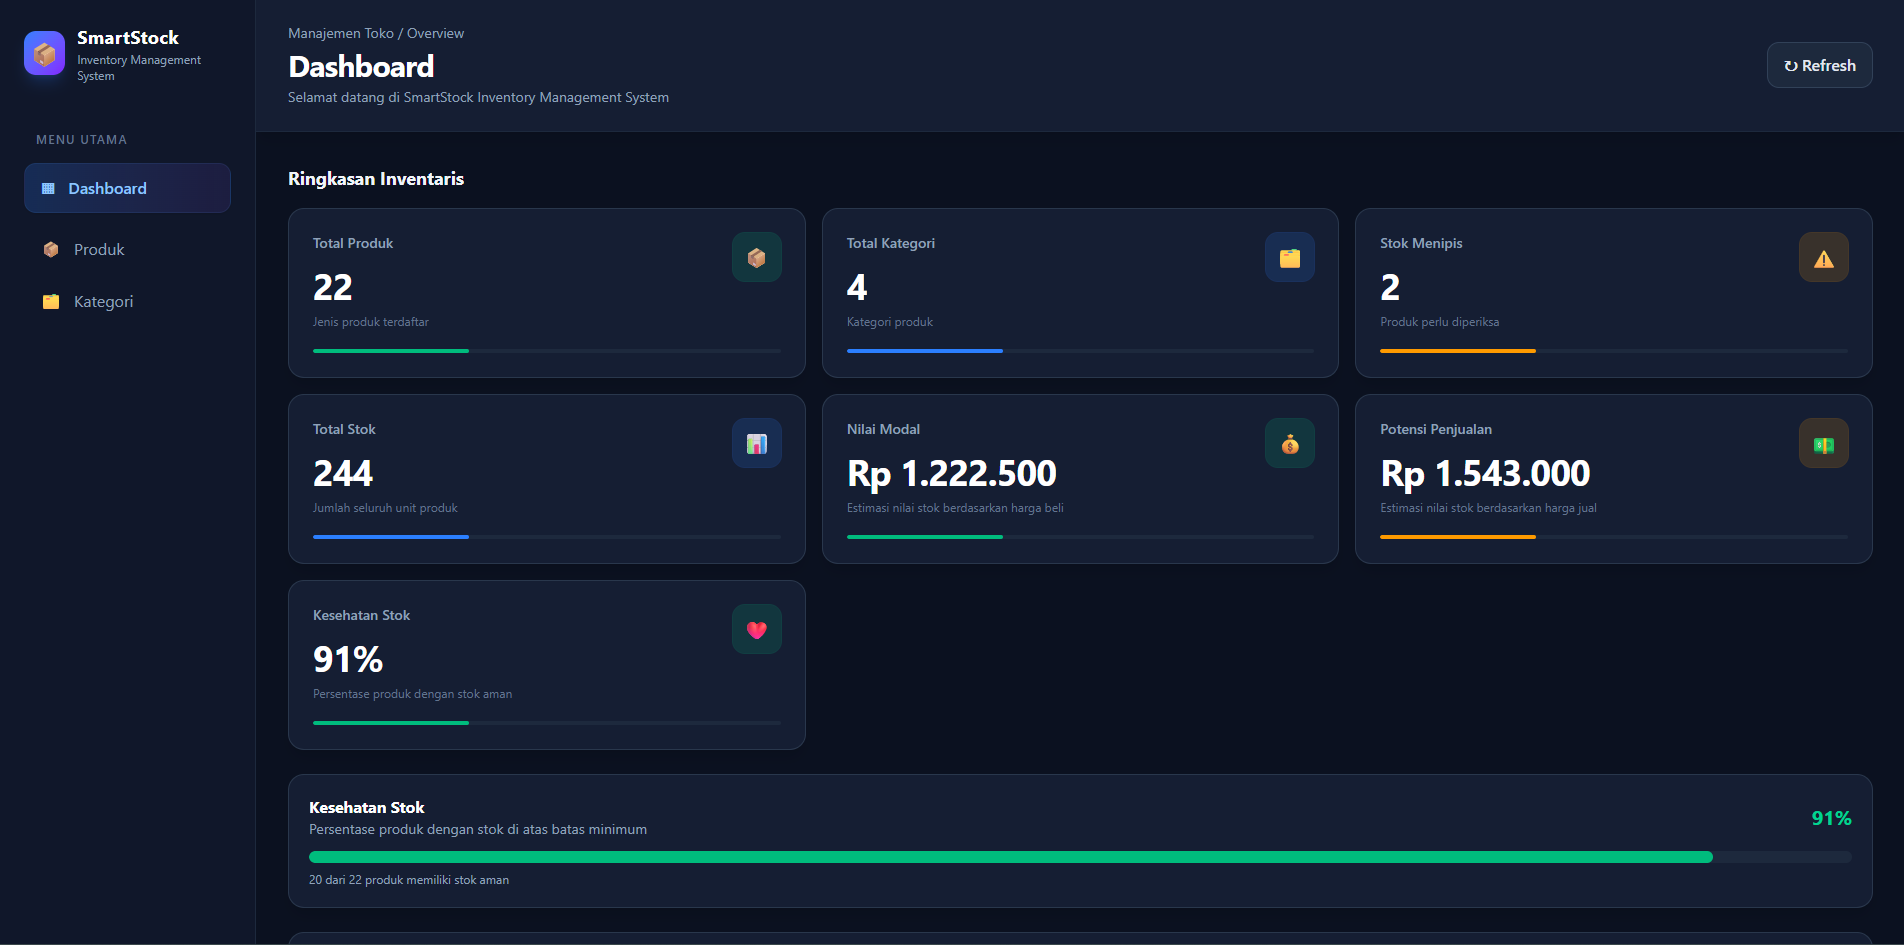 SmartStock
Inventory Management
System
MENU UTAMA
Dashboard
Produk
Kategori
Manajemen Toko / Overview
Dashboard
Selamat datang di SmartStock Inventory Management System
↻ Refresh
Ringkasan Inventaris
Total Produk
22
Jenis produk terdaftar
Total Kategori
4
Kategori produk
Stok Menipis
2
Produk perlu diperiksa
Total Stok
244
Jumlah seluruh unit produk
Nilai Modal
Rp 1.222.500
Estimasi nilai stok berdasarkan harga beli
Potensi Penjualan
Rp 1.543.000
Estimasi nilai stok berdasarkan harga jual
Kesehatan Stok
91%
Persentase produk dengan stok aman
Kesehatan Stok
Persentase produk dengan stok di atas batas minimum
91%
20 dari 22 produk memiliki stok aman